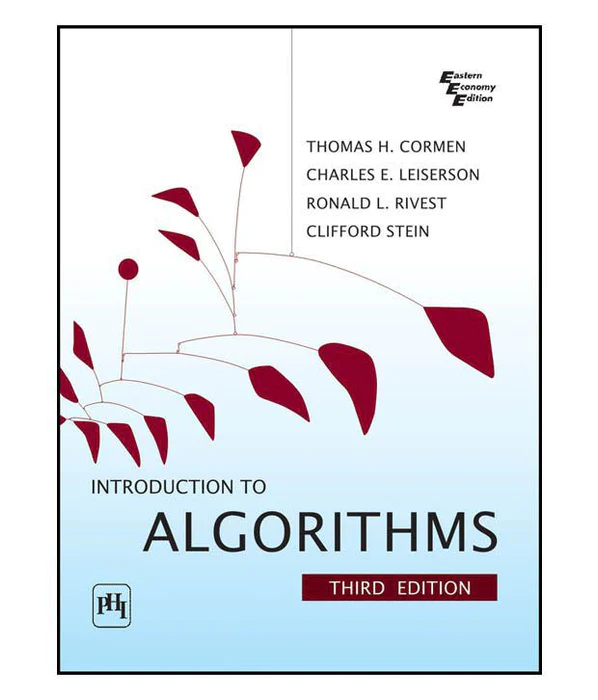 Eastern
Economy
Edition
THOMAS H. CORMEN
CHARLES E. LEISERSON
RONALD L. RIVEST
CLIFFORD STEIN
INTRODUCTION TO
ALGORITHMS
THIRD EDITION
PHI